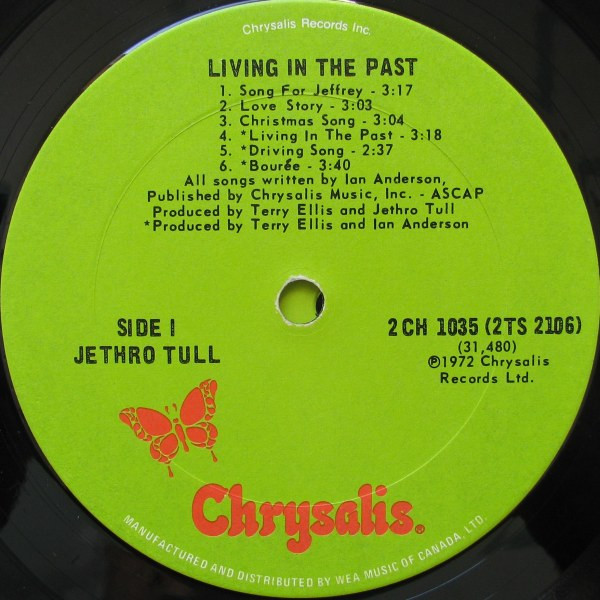 Chrysalis Records Inc.
LIVING IN THE PAST
1. Song For Jeffrey - 3:17
2. Love Story - 3:03
3. Christmas Song - 3:04
4. *Living In The Past - 3:18
5. *Driving Song - 2:37
6. *Bourée - 3:40
All songs written by Ian Anderson,
Published by Chrysalis Music, Inc. - ASCAP
Produced by Terry Ellis and Jethro Tull
*Produced by Terry Ellis and Ian Anderson
SIDE I
JETHRO TULL
2 CH 1035 (2TS 2106)
(31,480)
℗1972 Chrysalis
Records Ltd.
Chrysalis®
MANUFACTURED AND DISTRIBUTED BY WEA MUSIC OF CANADA, LTD.